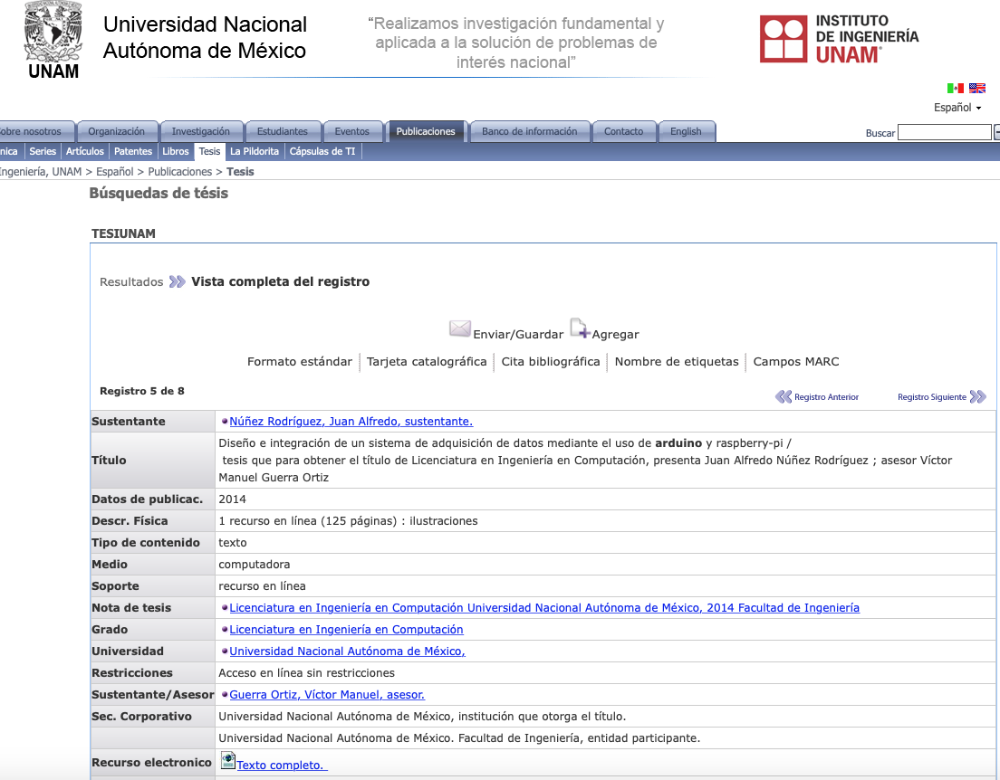 Universidad Nacional
Autónoma de México
UNAM
“Realizamos investigación fundamental y
aplicada a la solución de problemas de
interés nacional”
INSTITUTO
DE INGENIERÍA
UNAM®
Español
obre nosotros Organización Investigación Estudiantes Eventos Publicaciones Banco de información Contacto English Buscar
nica Series Artículos Patentes Libros Tesis La Pildorita Cápsulas de TI
Ingeniería, UNAM > Español > Publicaciones > Tesis
Búsquedas de tésis
TESIUNAM
Resultados Vista completa del registro
Enviar/Guardar Agregar
Formato estándar Tarjeta catalográfica Cita bibliográfica Nombre de etiquetas Campos MARC
Registro 5 de 8 Registro Anterior Registro Siguiente
Sustentante Núñez Rodríguez, Juan Alfredo, sustentante.
Título Diseño e integración de un sistema de adquisición de datos mediante el uso de arduino y raspberry-pi /
tesis que para obtener el título de Licenciatura en Ingeniería en Computación, presenta Juan Alfredo Núñez Rodríguez ; asesor Víctor
Manuel Guerra Ortiz
Datos de publicac. 2014
Descr. Física 1 recurso en línea (125 páginas) : ilustraciones
Tipo de contenido texto
Medio computadora
Soporte recurso en línea
Nota de tesis Licenciatura en Ingeniería en Computación Universidad Nacional Autónoma de México, 2014 Facultad de Ingeniería
Grado Licenciatura en Ingeniería en Computación
Universidad Universidad Nacional Autónoma de México,
Restricciones Acceso en línea sin restricciones
Sustentante/Asesor Guerra Ortiz, Víctor Manuel, asesor.
Sec. Corporativo Universidad Nacional Autónoma de México, institución que otorga el título.
Universidad Nacional Autónoma de México. Facultad de Ingeniería, entidad participante.
Recurso electronico Texto completo.